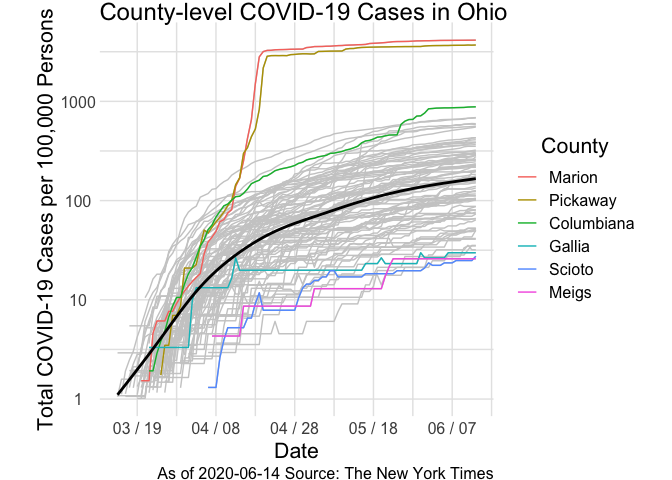 County-level COVID-19 Cases in Ohio
Total COVID-19 Cases per 100,000 Persons
1000
100
10
1
03 / 19
04 / 08
04 / 28
05 / 18
06 / 07
Date
As of 2020-06-14 Source: The New York Times
County
Marion
Pickaway
Columbiana
Gallia
Scioto
Meigs